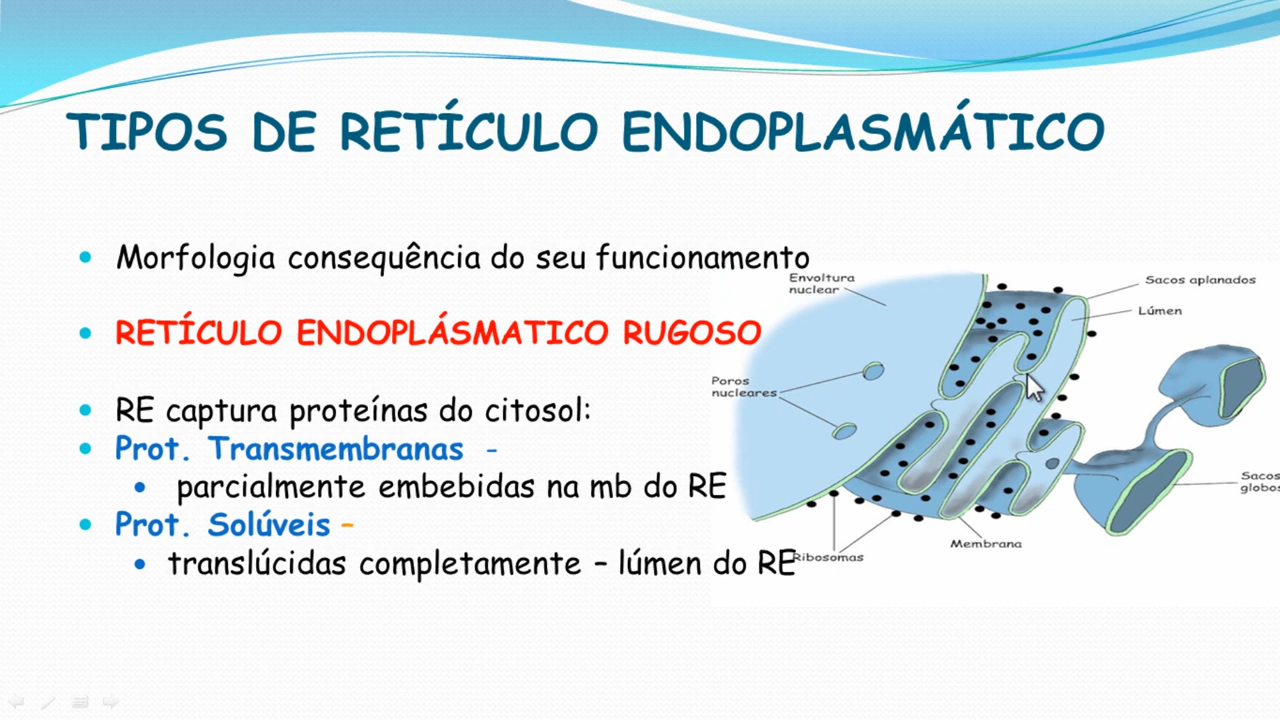 TIPOS DE RETÍCULO ENDOPLASMÁTICO
Morfologia consequência do seu funcionamento
RETÍCULO ENDOPLÁSMATICO RUGOSO
RE captura proteínas do citosol:
Prot. Transmembranas -
parcialmente embebidas na mb do RE
Prot. Solúveis –
translúcidas completamente – lúmen do RE
Envoltura
nuclear
Sacos aplanados
Lúmen
Poros
nucleares
Sacos
globos
Membrana
Ribosomas